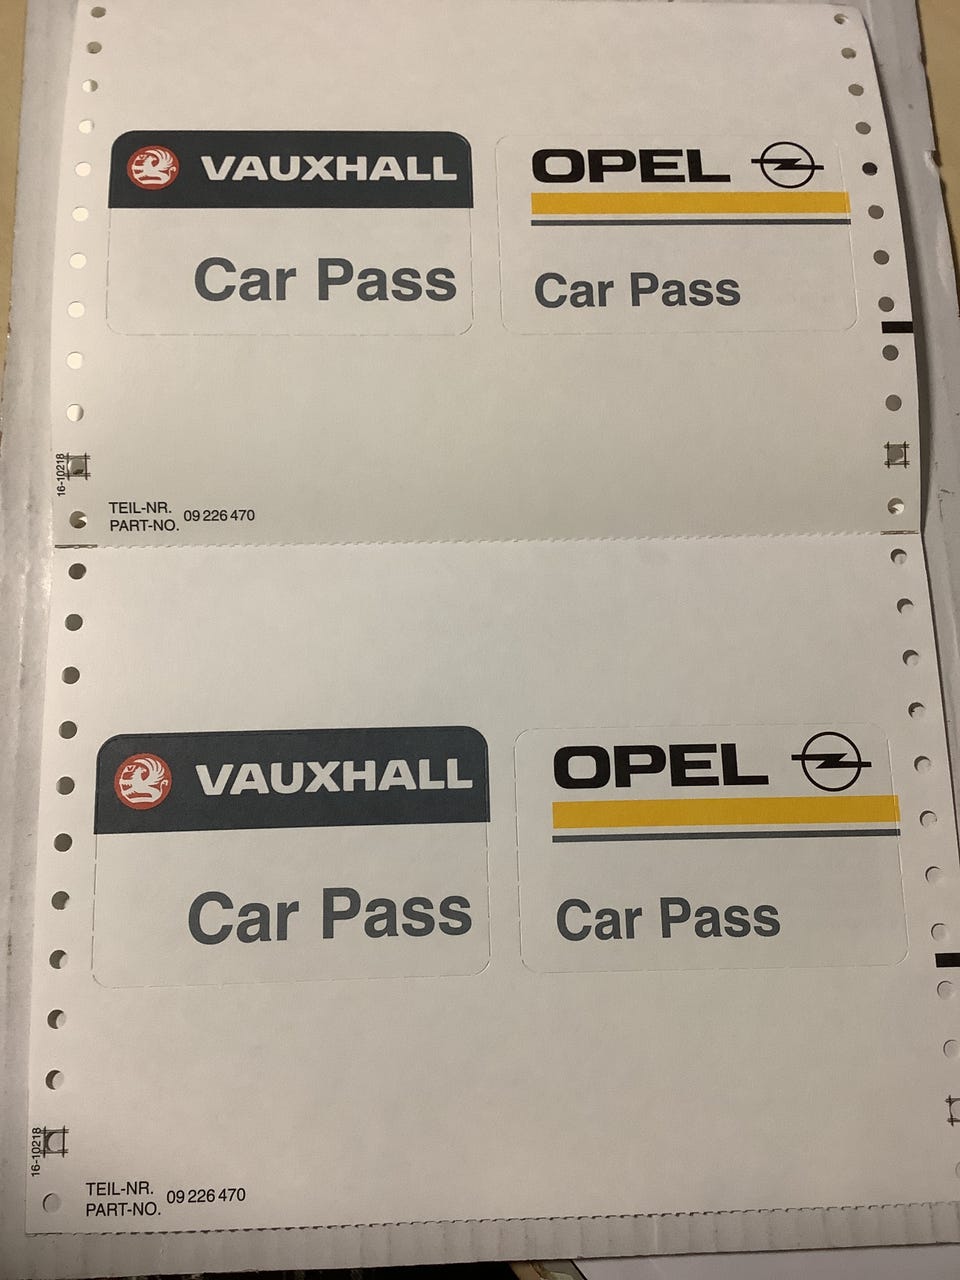 VAUXHALL
OPEL
Car Pass
Car Pass
16-10218
TEIL-NR.
PART-NO. 09 226 470
VAUXHALL
OPEL
Car Pass
Car Pass
16-10218
TEIL-NR.
PART-NO. 09 226 470